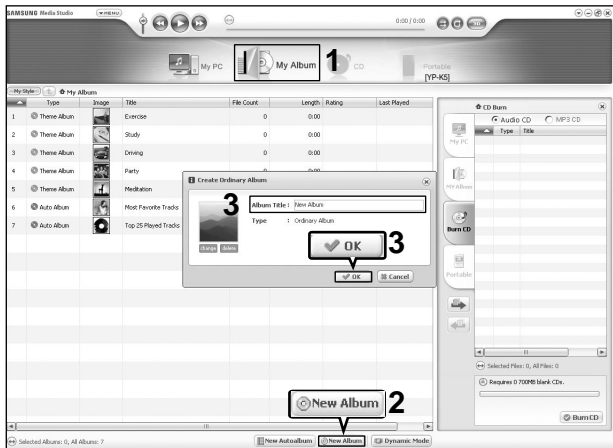 SAMSUNG Media Studio
MENU
0:00 / 0:00
My PC
My Album
1
CD
Portable
[YP-K5]
My Style
My Album
Type Image Title File Count Length Rating Last Played
1 Theme Album Exercise 0 0:00
2 Theme Album Study 0 0:00
3 Theme Album Driving 0 0:00
4 Theme Album Party 0 0:00
5 Theme Album Meditation
6 Auto Album Most Favorite Tracks
7 Auto Album Top 25 Played Tracks
Create Ordinary Album
3
Album Title : New Album
Type : Ordinary Album
change delete
OK
3
OK Cancel
CD Burn
Audio CD MP3 CD
Type Title
My PC
MY Album
Burn CD
Portable
Selected Files: 0, All Files: 0
Requires 0 700MB blank CDs.
Burn CD
New Album
2
Selected Albums: 0, All Albums: 7
New Autoalbum New Album Dynamic Mode